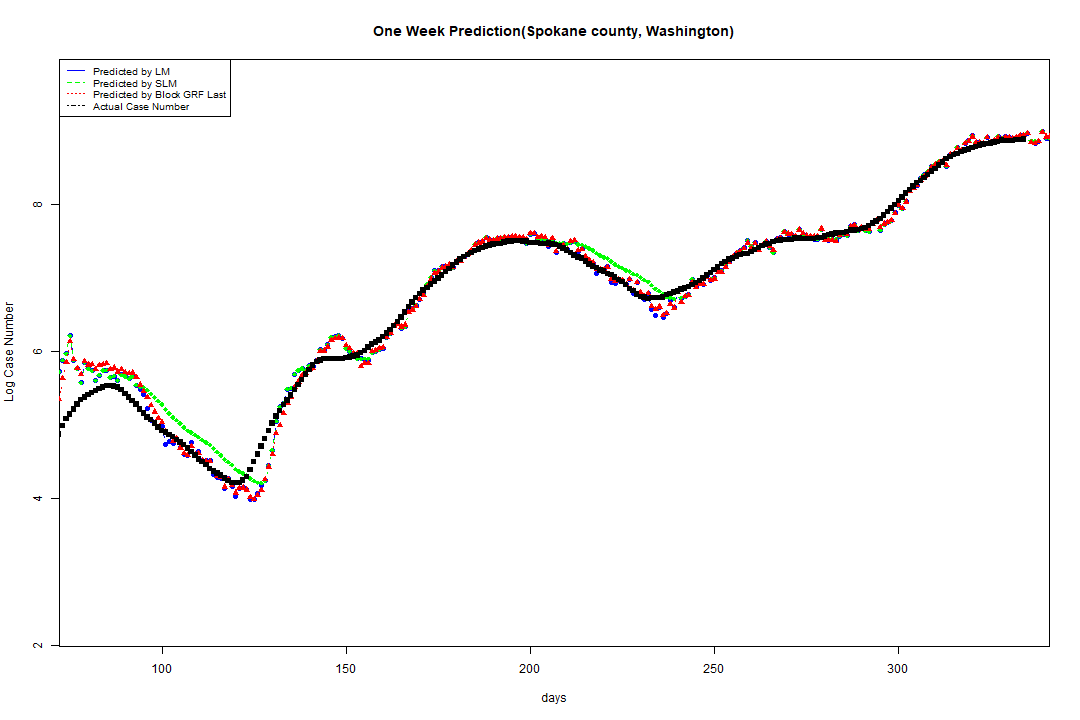 One Week Prediction(Spokane county, Washington)
Predicted by LM
Predicted by SLM
Predicted by Block GRF Last
Actual Case Number
Log Case Number
8
6
4
2
100 150 200 250 300
days